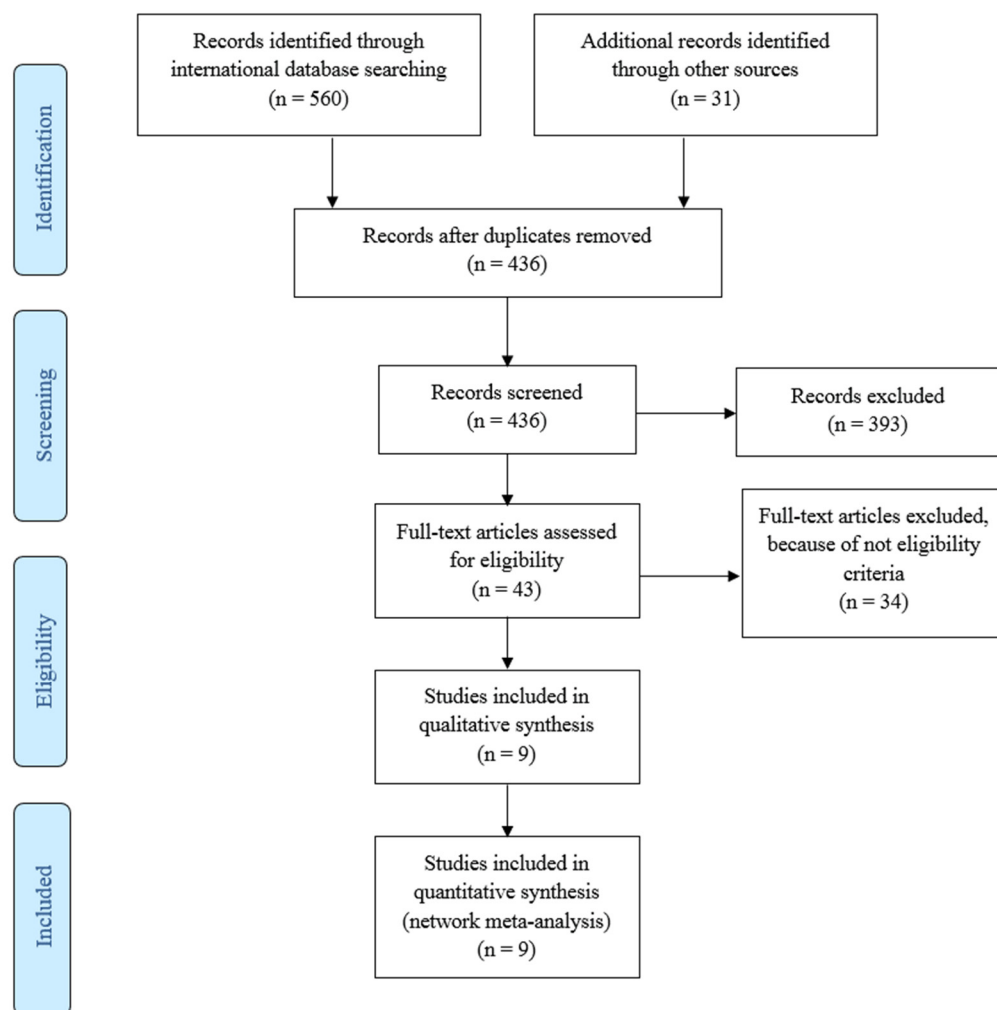 Records identified through
international database searching
(n = 560)
Additional records identified
through other sources
(n = 31)
Identification
Records after duplicates removed
(n = 436)
Screening
Records screened
(n = 436)
Records excluded
(n = 393)
Full-text articles assessed
for eligibility
(n = 43)
Full-text articles excluded,
because of not eligibility
criteria
(n = 34)
Eligibility
Studies included in
qualitative synthesis
(n = 9)
Included
Studies included in
quantitative synthesis
(network meta-analysis)
(n = 9)